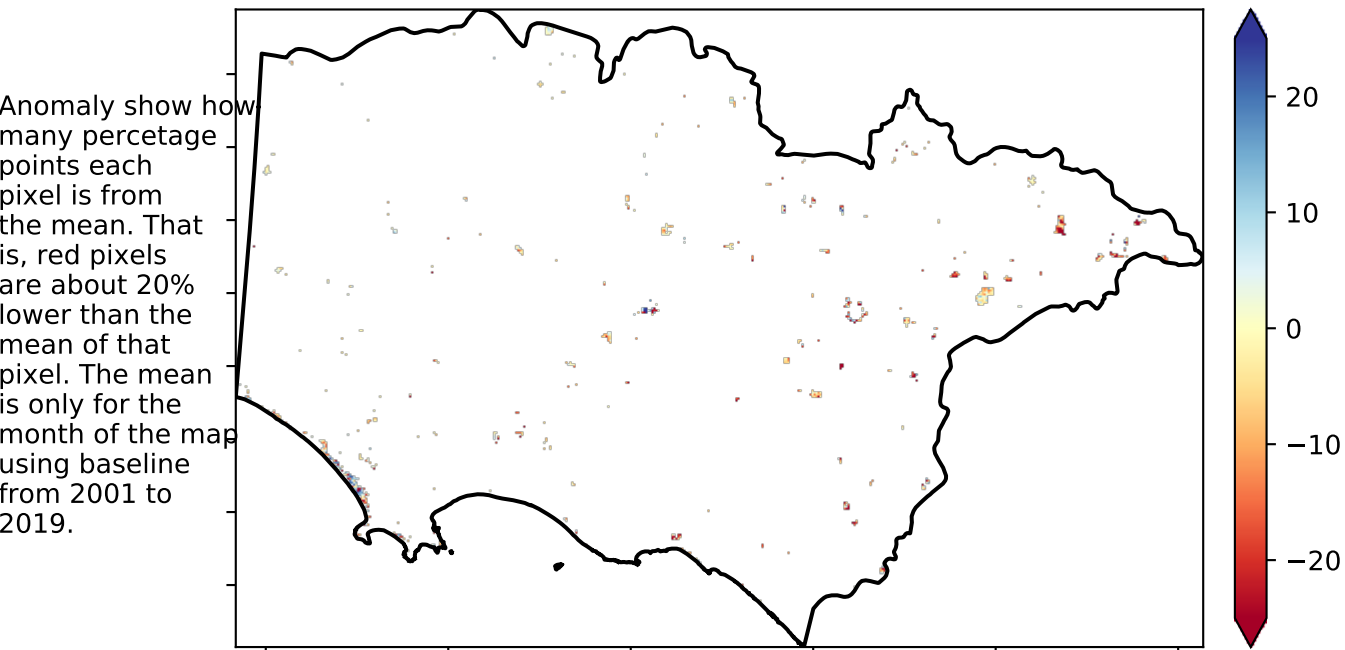 Anomaly show how
many percetage
points each
pixel is from
the mean. That
is, red pixels
are about 20%
lower than the
mean of that
pixel. The mean
is only for the
month of the map
using baseline
from 2001 to
2019.
20
10
0
−10
−20